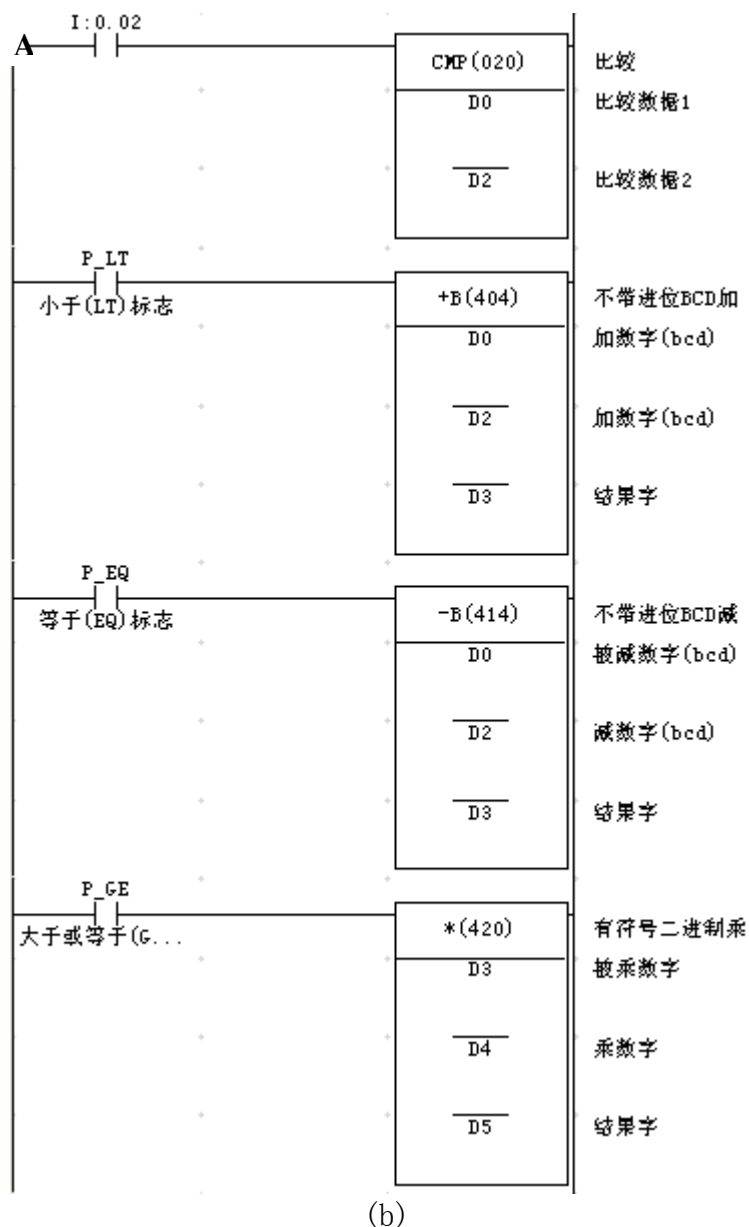 I:0.02
A
CMP(020) 比较
D0 比较数据1
D2 比较数据2
P_LT
小于(LT)标志
+B(404) 不带进位BCD加
D0 加数字(bcd)
D2 加数字(bcd)
D3 结果字
P_EQ
等于(EQ)标志
-B(414) 不带进位BCD减
D0 被减数字(bcd)
D2 减数字(bcd)
D3 结果字
P_GE
大于或等于(G...
*(420) 有符号二进制乘
D3 被乘数字
D4 乘数字
D5 结果字
(b)